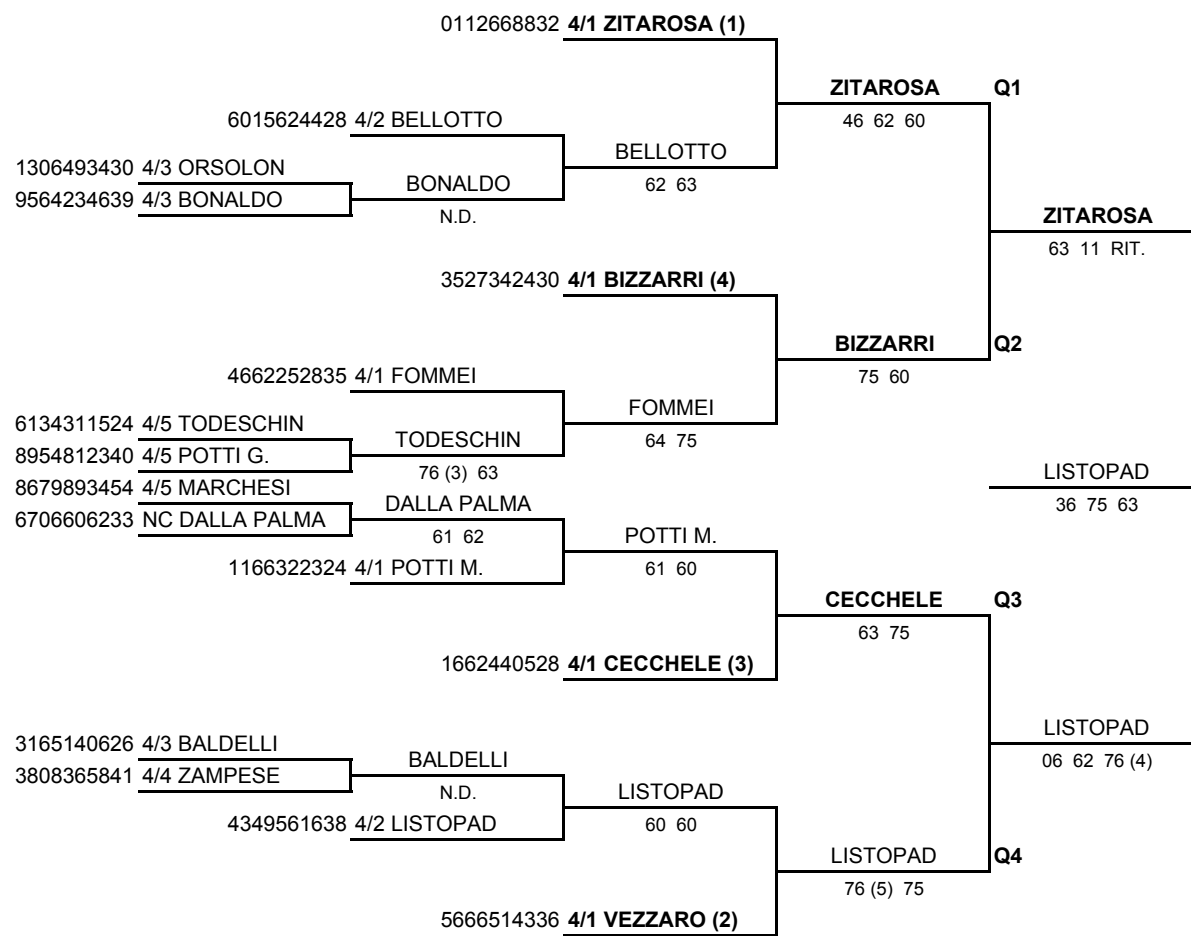 0112668832 4/1 ZITAROSA (1)
ZITAROSA Q1
6015624428 4/2 BELLOTTO
46 62 60
BELLOTTO
1306493430 4/3 ORSOLON
BONALDO
62 63
9564234639 4/3 BONALDO
N.D.
ZITAROSA
63 11 RIT.
3527342430 4/1 BIZZARRI (4)
BIZZARRI Q2
75 60
4662252835 4/1 FOMMEI
FOMMEI
6134311524 4/5 TODESCHIN
TODESCHIN
64 75
8954812340 4/5 POTTI G.
76 (3) 63
LISTOPAD
8679893454 4/5 MARCHESI
DALLA PALMA
36 75 63
6706606233 NC DALLA PALMA
61 62
POTTI M.
1166322324 4/1 POTTI M.
61 60
CECCHELE Q3
63 75
1662440528 4/1 CECCHELE (3)
LISTOPAD
3165140626 4/3 BALDELLI
BALDELLI
06 62 76 (4)
3808365841 4/4 ZAMPESE
N.D.
LISTOPAD
4349561638 4/2 LISTOPAD
60 60
LISTOPAD Q4
76 (5) 75
5666514336 4/1 VEZZARO (2)